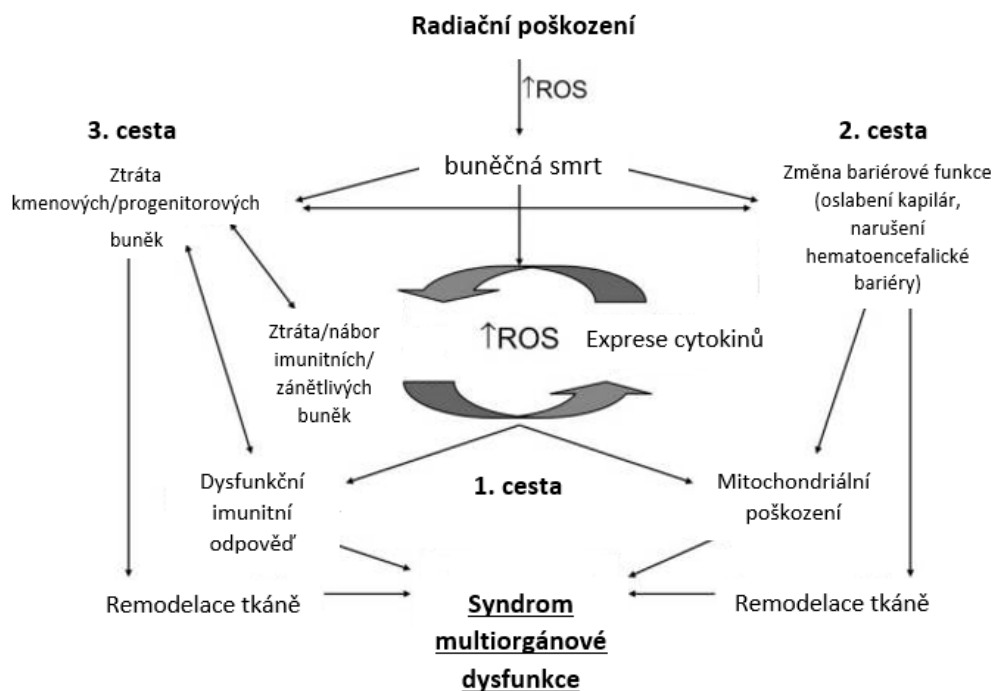 Radiační poškození
↑ROS
3. cesta
2. cesta
buněčná smrt
Ztráta
kmenových/progenitorových
buněk
Změna bariérové funkce
(oslabení kapilár,
narušení
hematoencefalické
bariéry)
Ztráta/nábor
imunitních/
zánětlivých
buněk
↑ROS
Exprese cytokinů
Dysfunkční
imunitní
odpověď
1. cesta
Mitochondriální
poškození
Remodelace tkáně
Syndrom
multiorgánové
dysfunkce
Remodelace tkáně